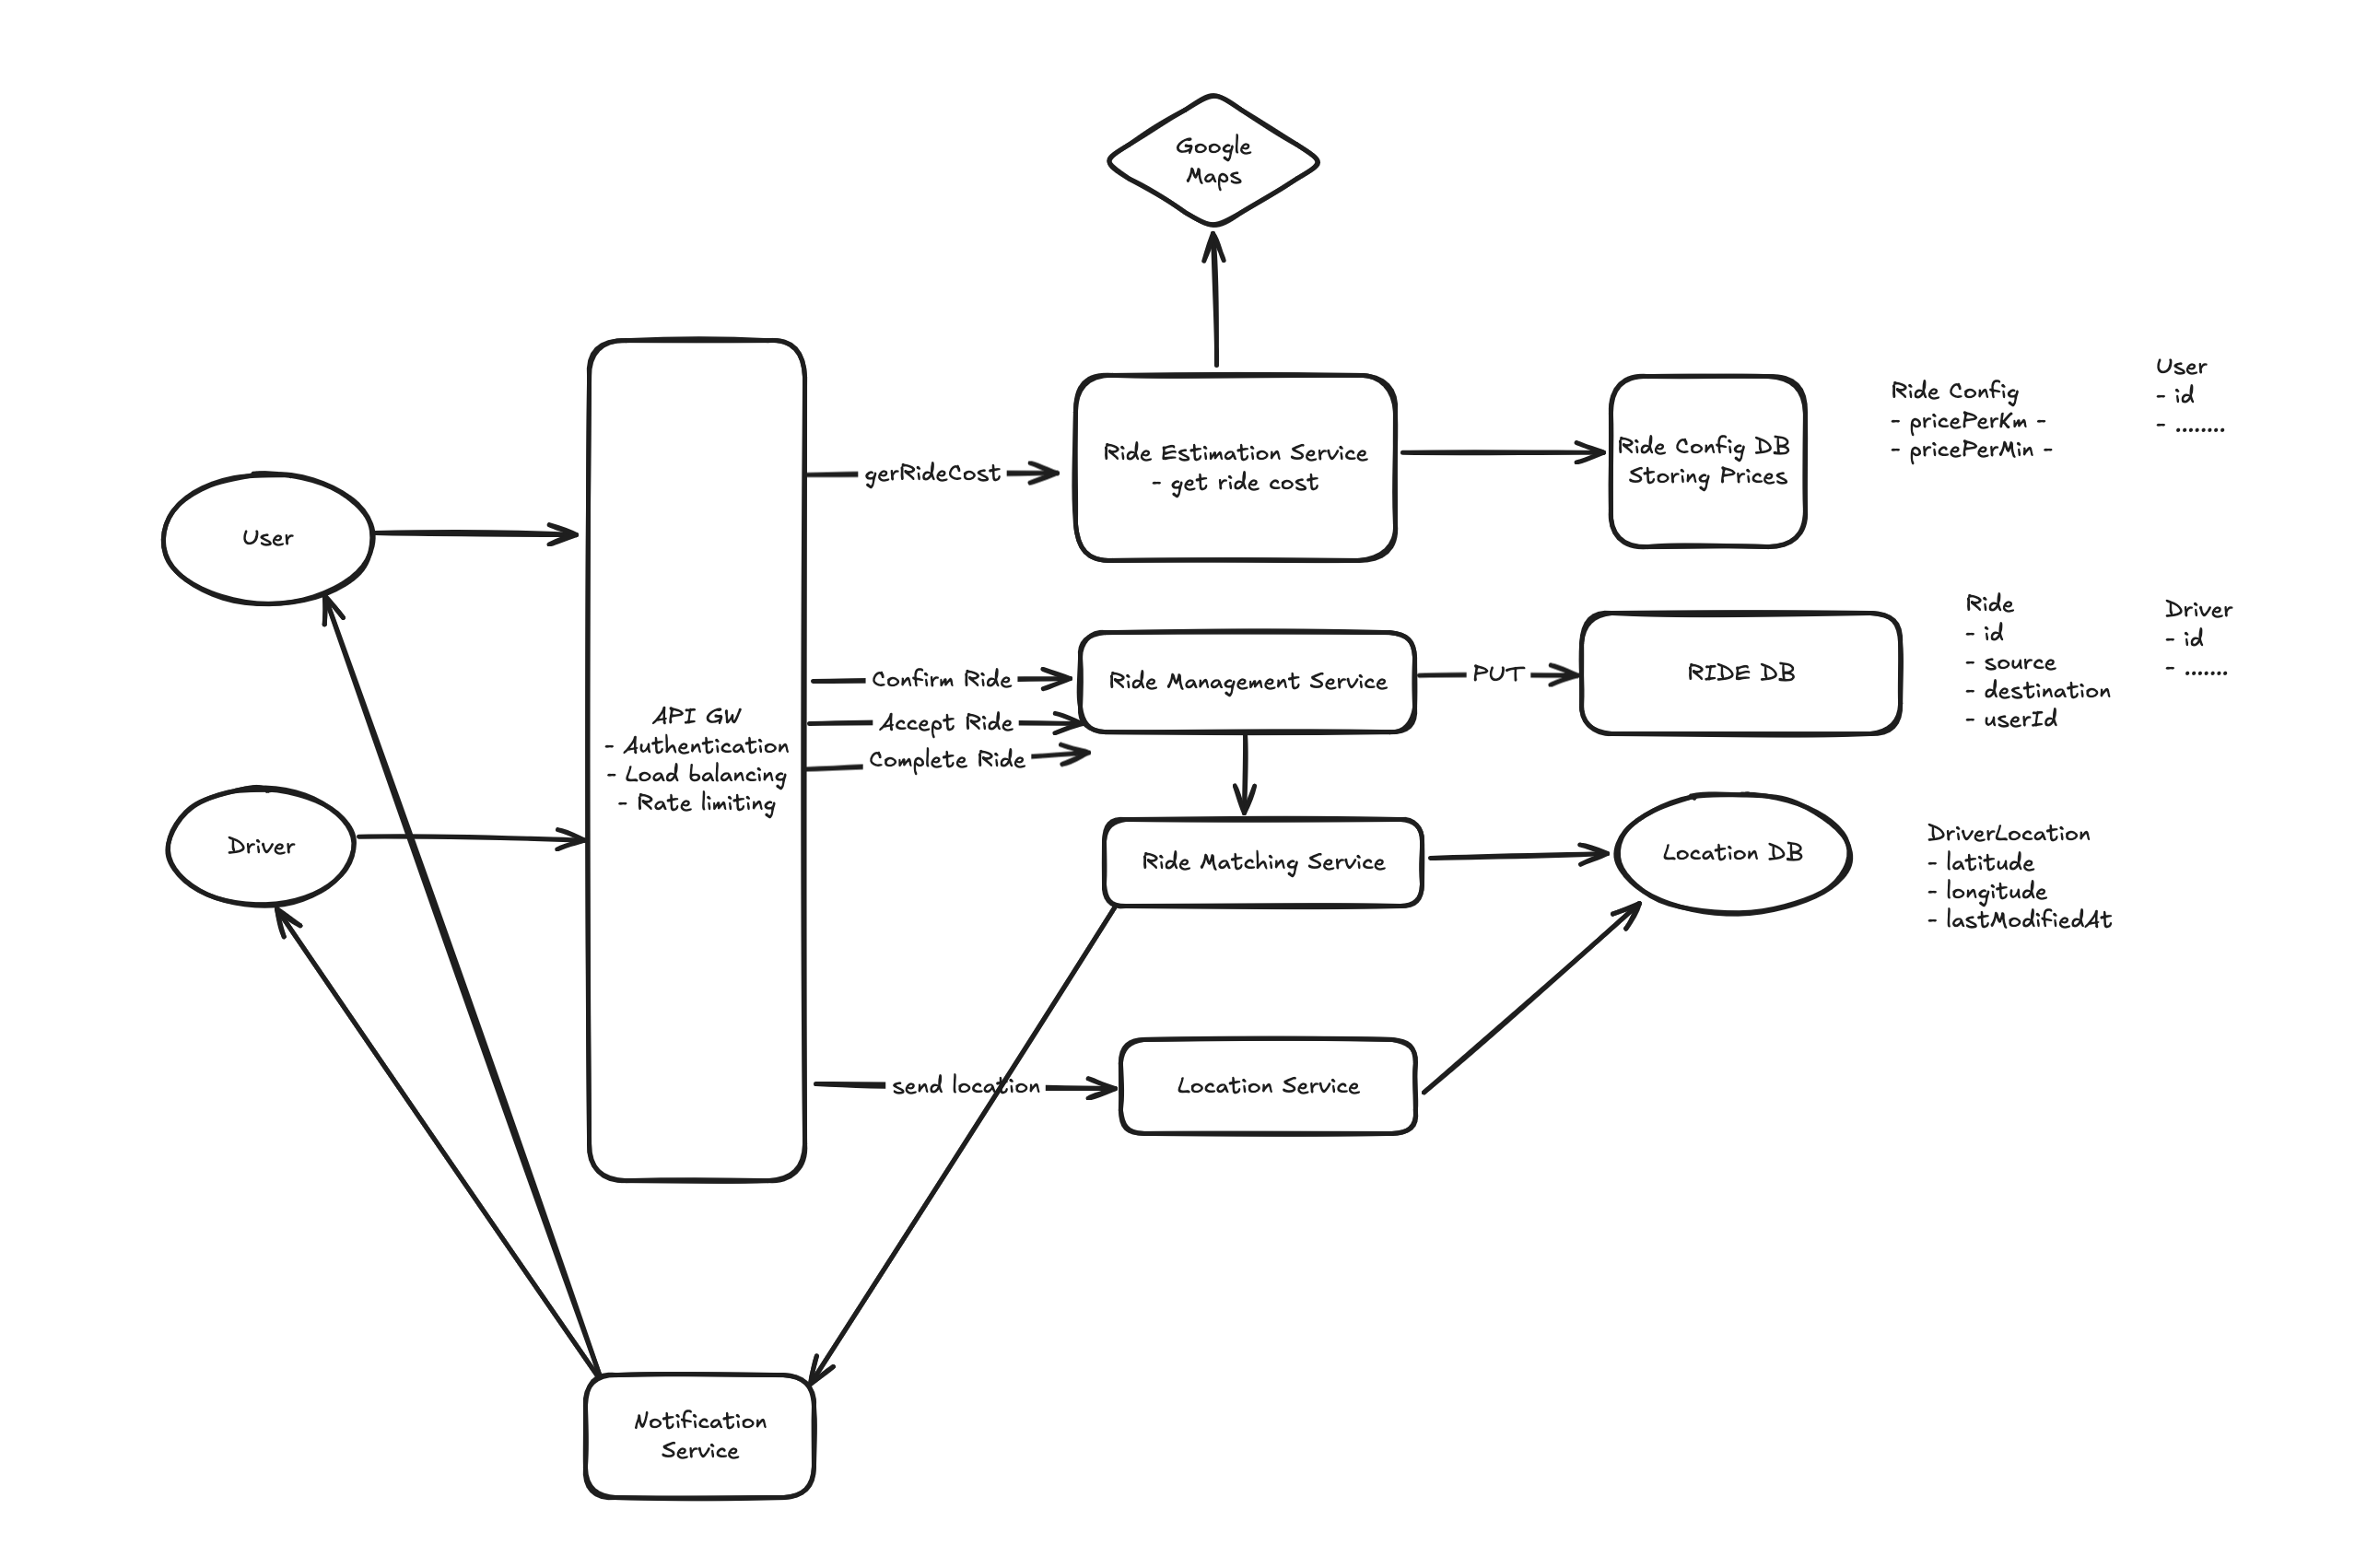 Google
Maps
User
- id
- ........
Ride Config
- pricePerKm -
- pricePerMin -
Ride Estimation Service
- get ride cost
Ride Config DB
Storing Prices
gerRideCost
User
Ride
- id
- source
- destination
- userId
Driver
- id
- .......
Confirm Ride
Ride Management Service
PUT
RIDE DB
API GW
- Authentication
- Load balancing
- Rate limiting
Accept Ride
Complete Ride
Driver
Ride Matching Service
Location DB
DriverLocation
- latitude
- longitude
- lastModifiedAt
send location
Location Service
Notification
Service